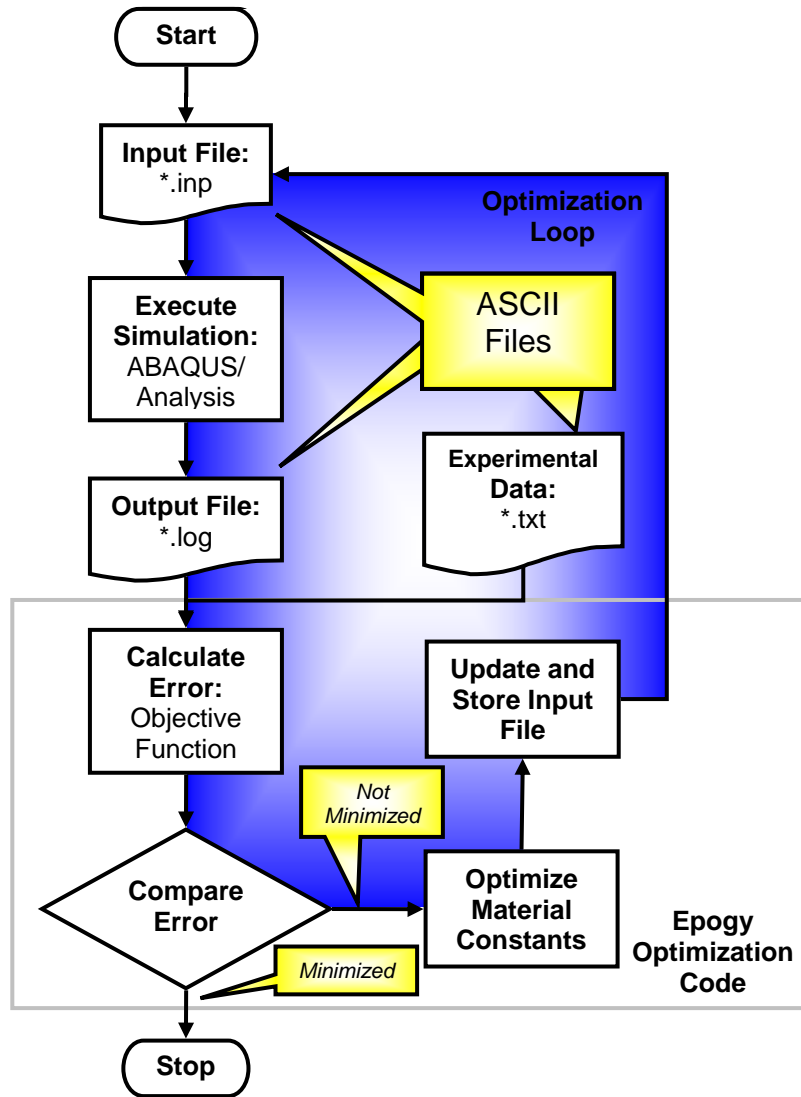 Start
Input File:
*.inp
Optimization
Loop
Execute
Simulation:
ABAQUS/
Analysis
ASCII
Files
Output File:
*.log
Experimental
Data:
*.txt
Calculate
Error:
Objective
Function
Update and
Store Input
File
Not
Minimized
Compare
Error
Optimize
Material
Constants
Epogy
Optimization
Code
Minimized
Stop